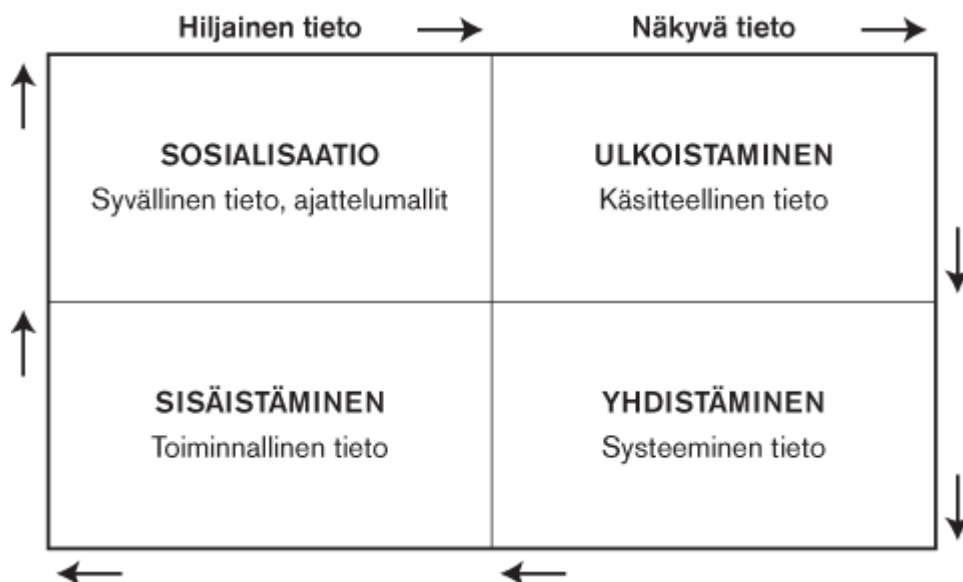 Hiljainen tieto
Näkyvä tieto
SOSIALISAATIO
Syvällinen tieto, ajattelumallit
ULKOISTAMINEN
Käsitteellinen tieto
SISÄISTÄMINEN
Toiminnallinen tieto
YHDISTÄMINEN
Systeeminen tieto